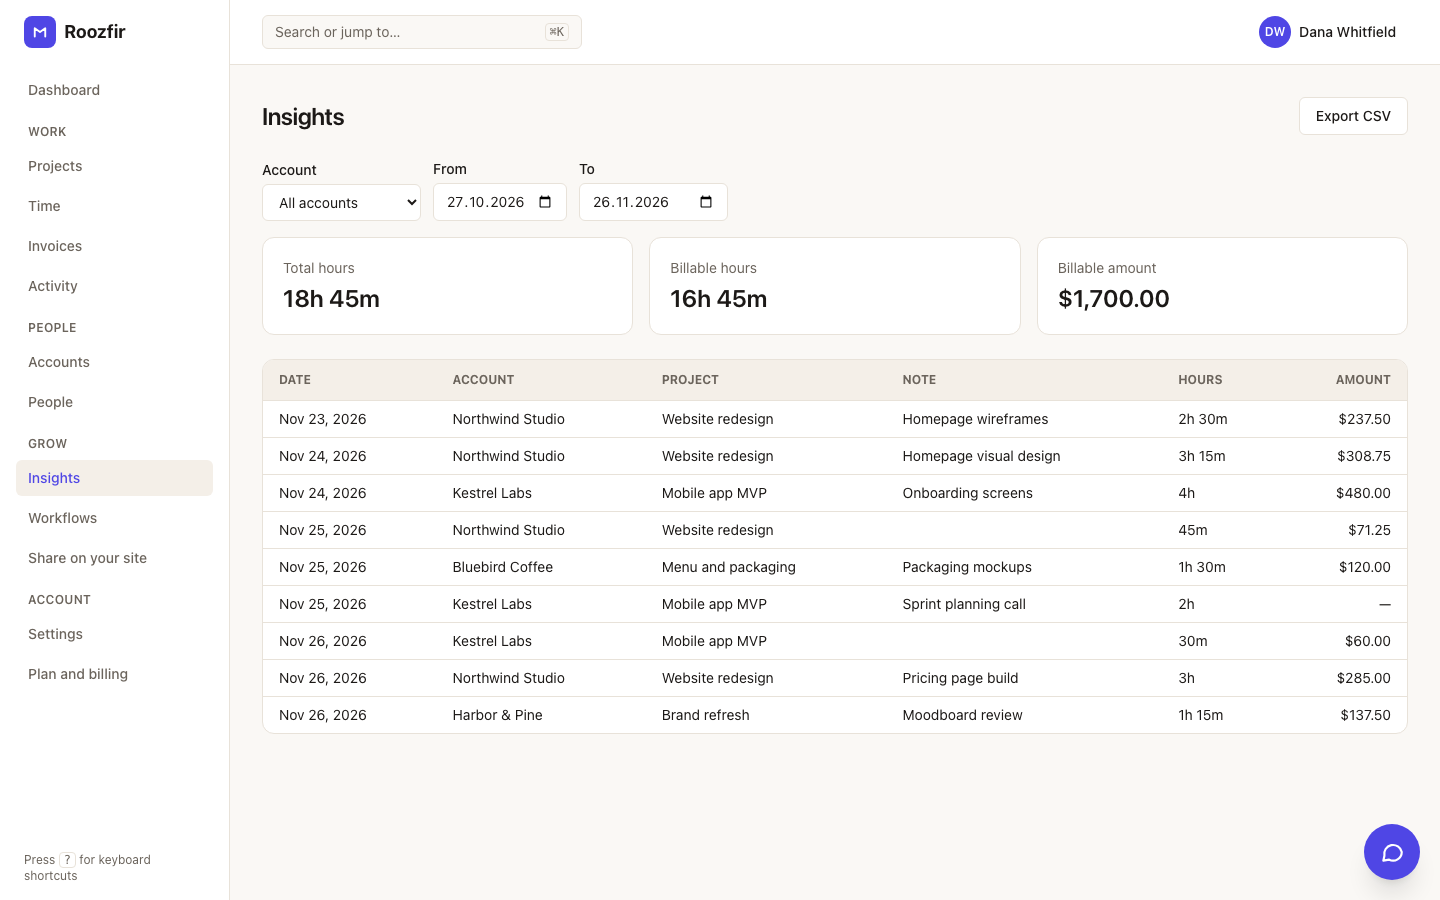 Roozfir
Search or jump to...
⌘K
DW
Dana Whitfield
Dashboard
WORK
Projects
Time
Invoices
Activity
PEOPLE
Accounts
People
GROW
Insights
Workflows
Share on your site
ACCOUNT
Settings
Plan and billing
Press ? for keyboard
shortcuts
Insights
Export CSV
Account
From
To
All accounts
27.10.2026
26.11.2026
Total hours
18h 45m
Billable hours
16h 45m
Billable amount
$1,700.00
DATE ACCOUNT PROJECT NOTE HOURS AMOUNT
Nov 23, 2026 Northwind Studio Website redesign Homepage wireframes 2h 30m $237.50
Nov 24, 2026 Northwind Studio Website redesign Homepage visual design 3h 15m $308.75
Nov 24, 2026 Kestrel Labs Mobile app MVP Onboarding screens 4h $480.00
Nov 25, 2026 Northwind Studio Website redesign 45m $71.25
Nov 25, 2026 Bluebird Coffee Menu and packaging Packaging mockups 1h 30m $120.00
Nov 25, 2026 Kestrel Labs Mobile app MVP Sprint planning call 2h —
Nov 26, 2026 Kestrel Labs Mobile app MVP 30m $60.00
Nov 26, 2026 Northwind Studio Website redesign Pricing page build 3h $285.00
Nov 26, 2026 Harbor & Pine Brand refresh Moodboard review 1h 15m $137.50